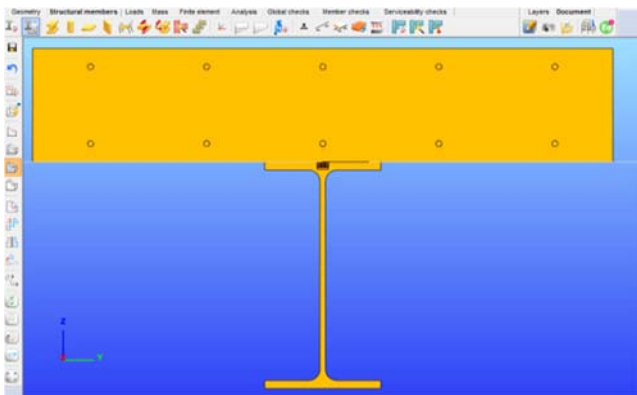 Geometry Structural members Loads Mass Finite element Analysis Global checks Member checks Serviceability checks Layers Document
Z
Y